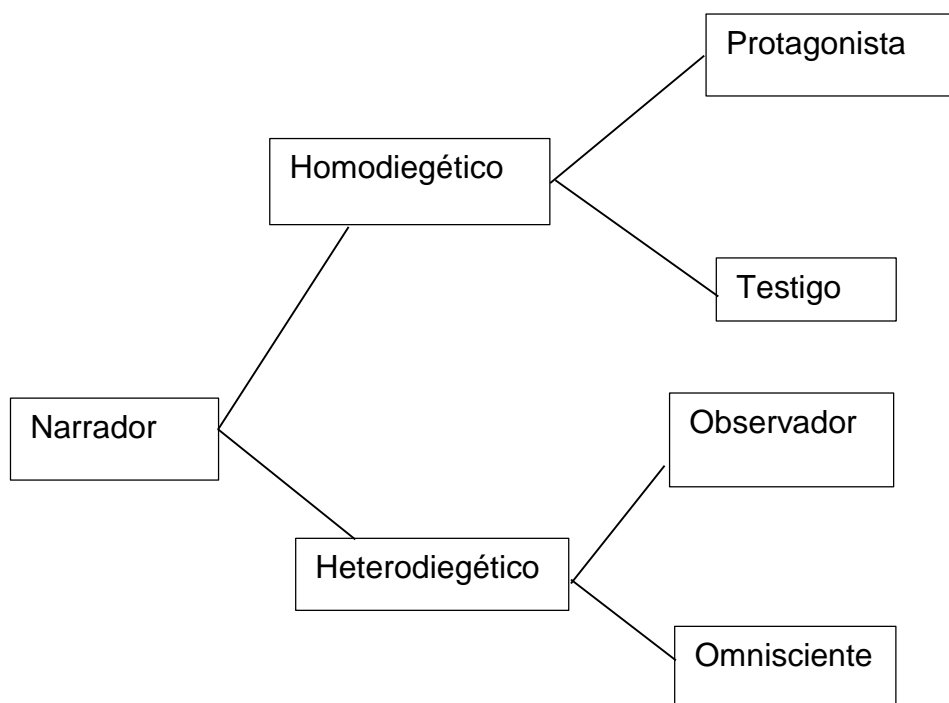 Protagonista
Homodiegético
Testigo
Narrador
Observador
Heterodiegético
Omnisciente